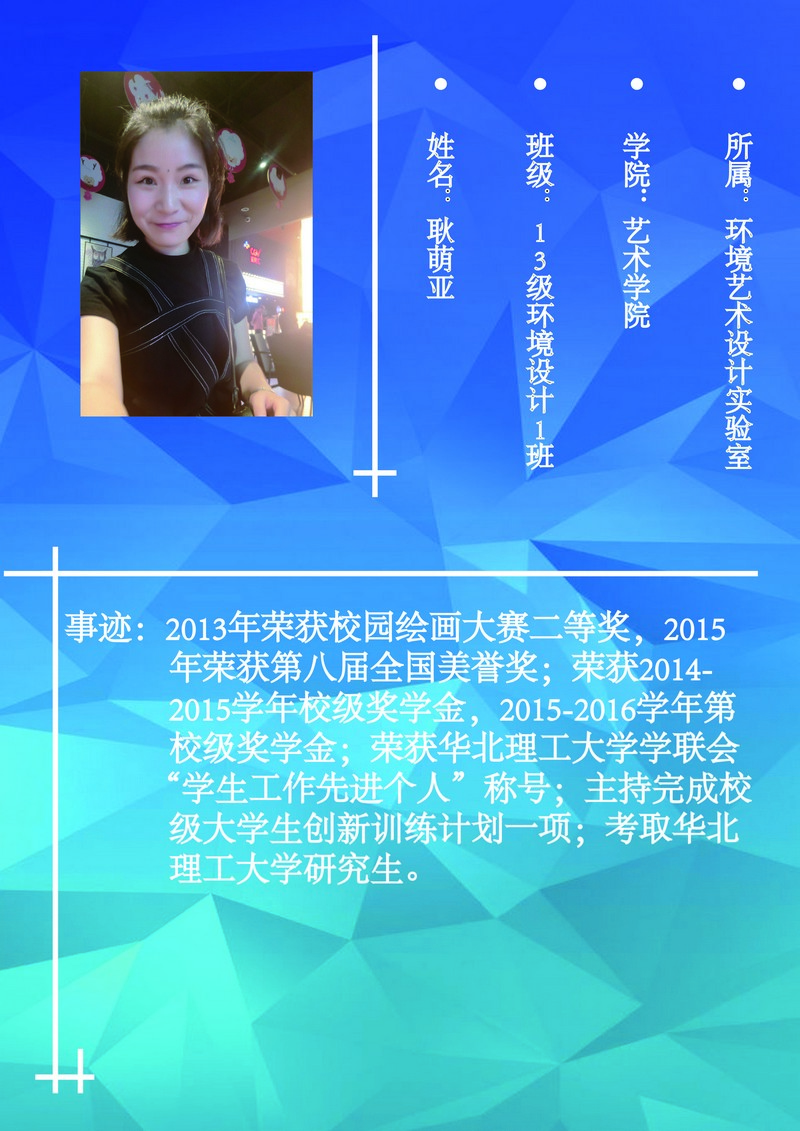 姓名：耿萌亚
班级：13级环境设计1班
学院：艺术学院
所属：环境艺术设计实验室
事迹：2013年荣获校园绘画大赛二等奖，2015
年荣获第八届全国美誉奖；荣获2014-
2015学年校级奖学金，2015-2016学年第
校级奖学金；荣获华北理工大学学联会
“学生工作先进个人”称号；主持完成校
级大学生创新训练计划一项；考取华北
理工大学研究生。